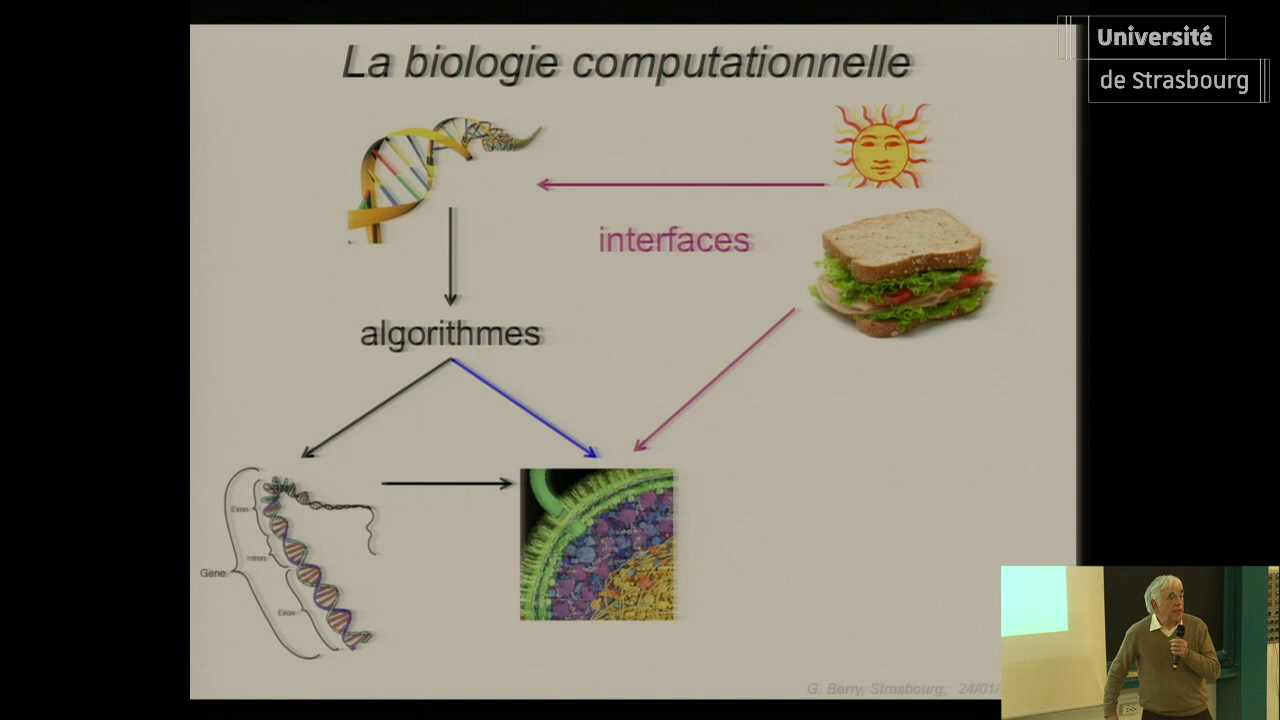 La biologie computationnelle
Université
de Strasbourg
interfaces
algorithmes
Exon
Intron
Gène
Exon
G. Berry, Strasbourg, 24/01/